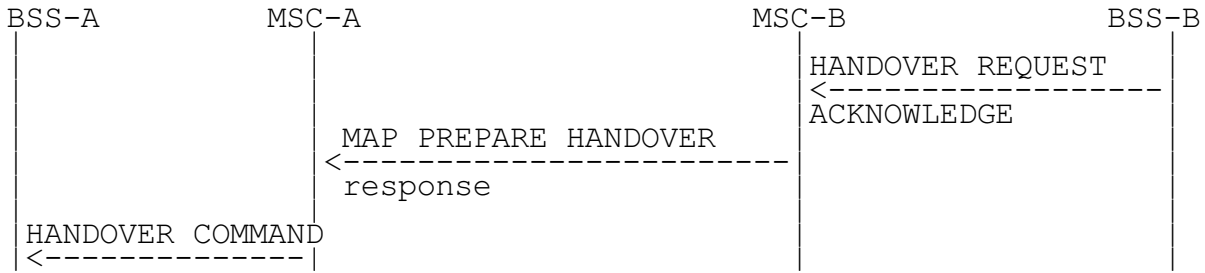 BSS-A MSC-A MSC-B BSS-B
HANDOVER REQUEST
ACKNOWLEDGE
MAP PREPARE HANDOVER
response
HANDOVER COMMAND